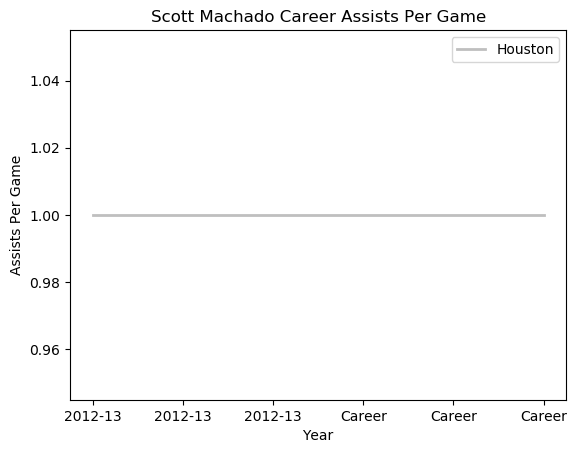 Scott Machado Career Assists Per Game
Houston
1.04
1.02
1.00
0.98
0.96
Assists Per Game
2012-13 2012-13 2012-13 Career Career Career
Year